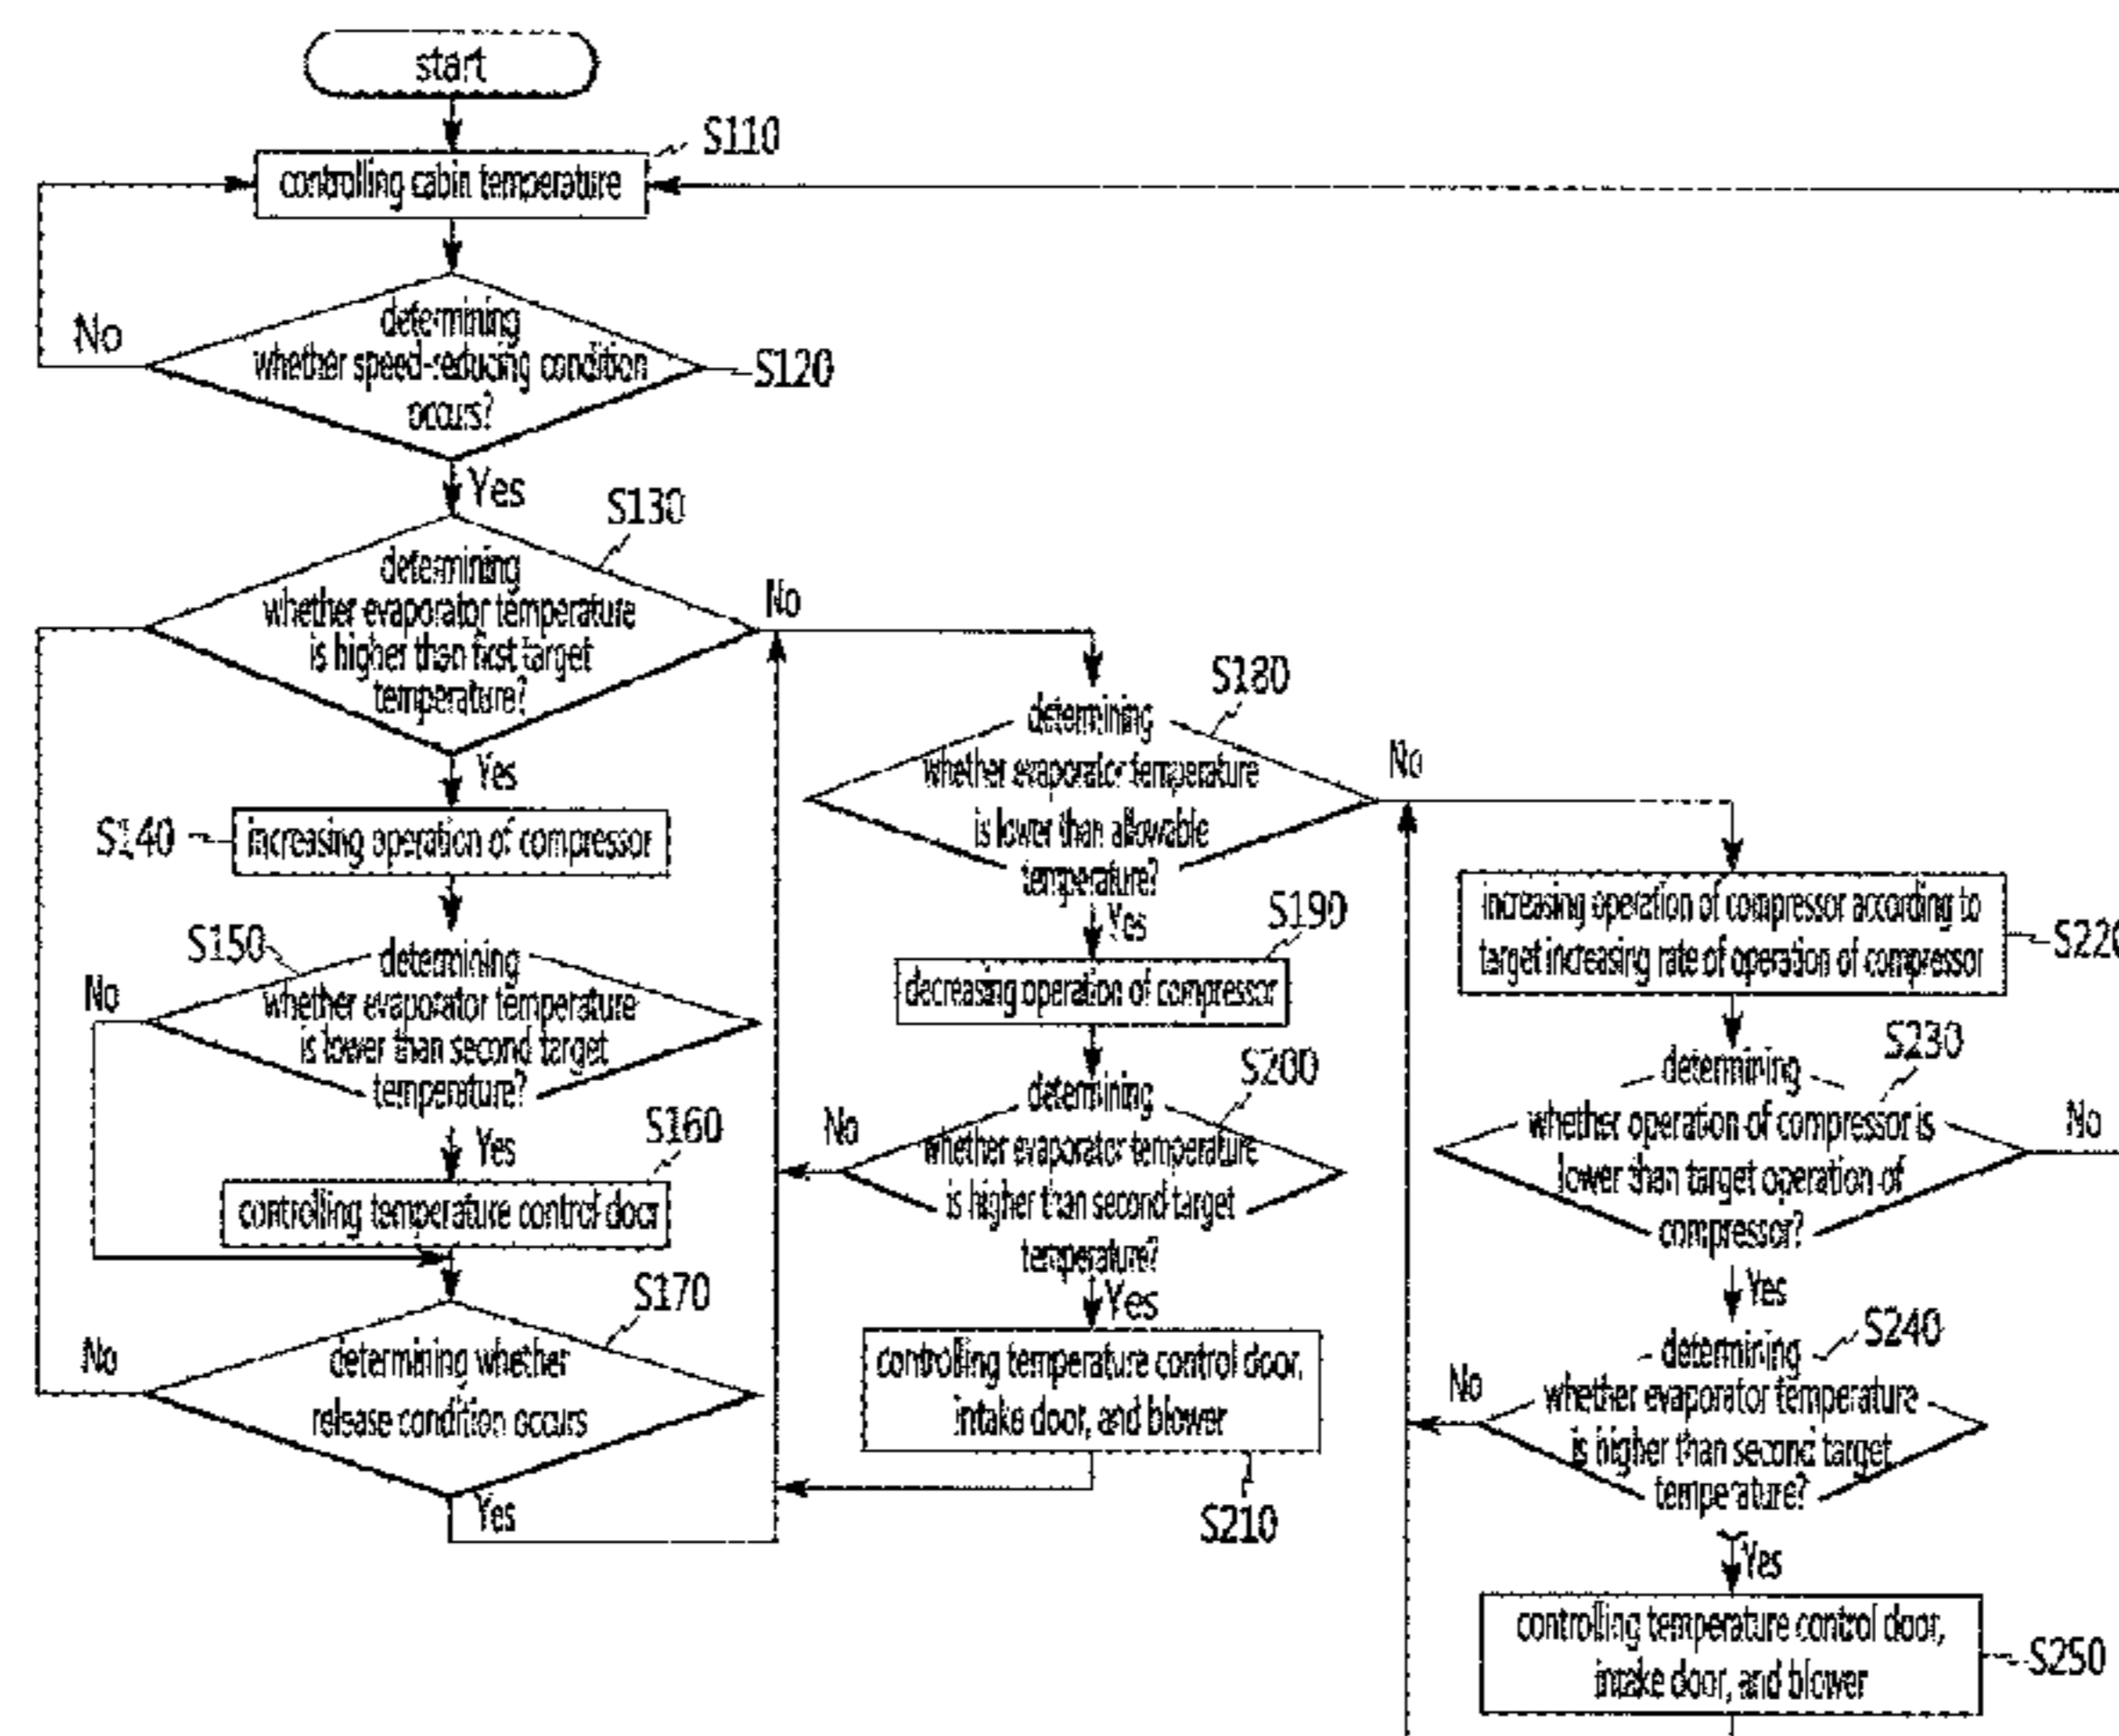 start
S110
controlling cabin temperature
No
determining
whether speed-reducing condition
occurs?
S120
Yes
S130
determining
whether evaporator temperature
is higher than first target
temperature?
No
Yes
S140
increasing operation of compressor
S150
No
determining
whether evaporator temperature
is lower than second target
temperature?
Yes
S160
controlling temperature control door
S170
No
determining whether
release condition occurs
Yes
S180
determining
whether evaporator temperature
is lower than allowable
temperature?
No
Yes
S190
decreasing operation of compressor
S200
No
determining
whether evaporator temperature
is higher than second target
temperature?
Yes
controlling temperature control door,
intake door, and blower
S210
increasing operation of compressor according to
target increasing rate of operation of compressor
S220
S230
determining
whether operation of compressor is
lower than target operation of
compressor?
No
Yes
S240
No
determining
whether evaporator temperature
is higher than second target
temperature?
Yes
controlling temperature control door,
intake door, and blower
S250